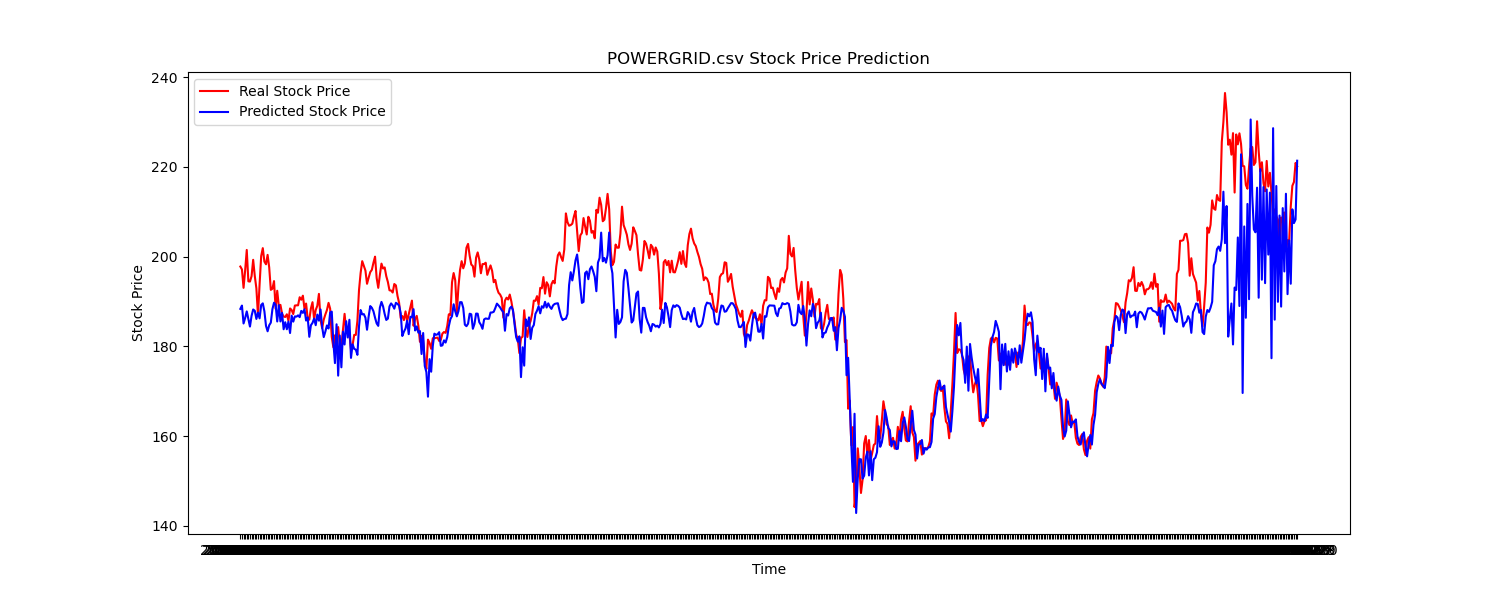 POWERGRID.csv Stock Price Prediction
Real Stock Price
Predicted Stock Price
Stock Price
240
220
200
180
160
140
Time